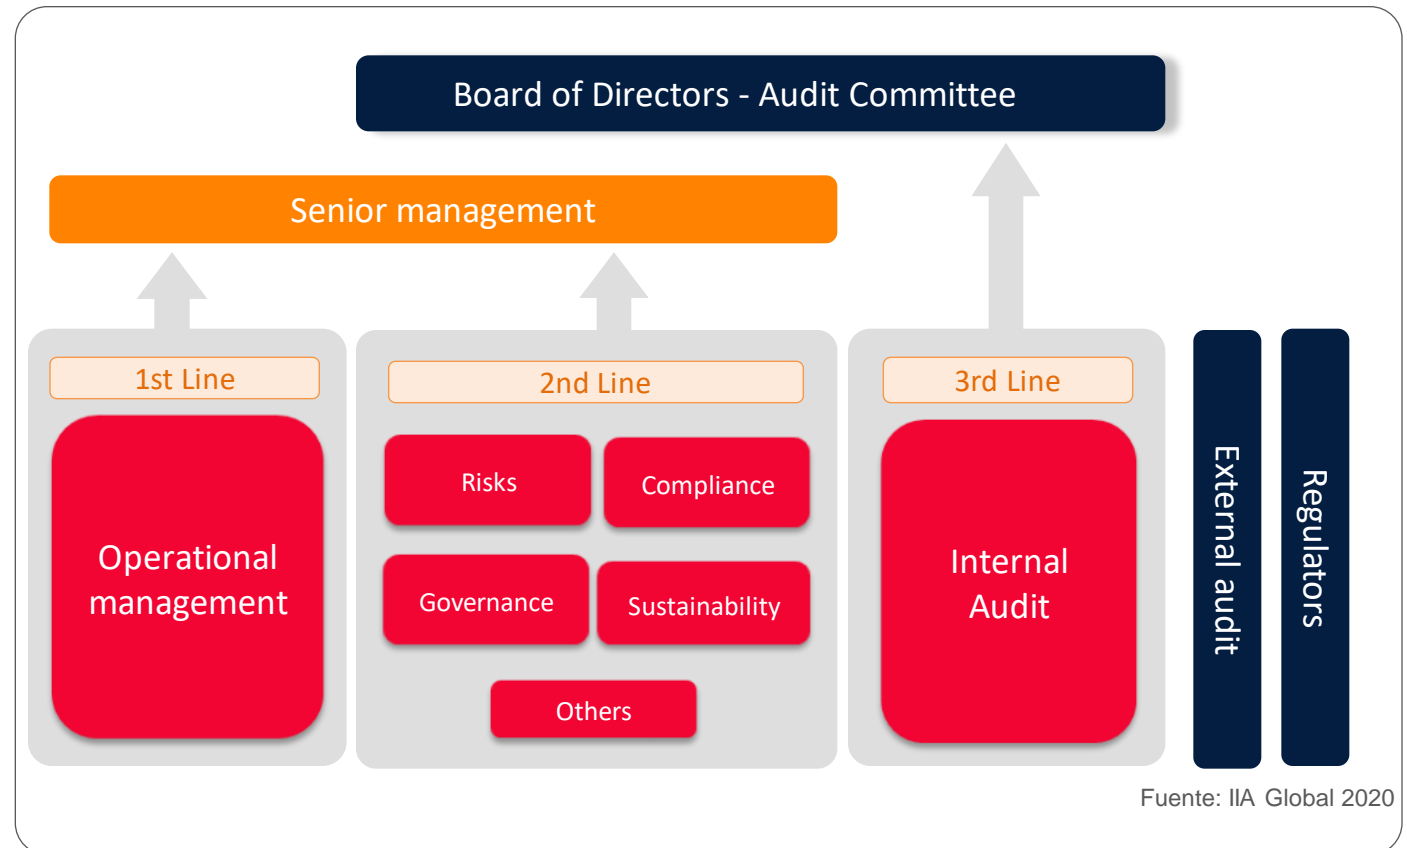 Board of Directors - Audit Committee
Senior management
1st Line
2nd Line
3rd Line
Operational
management
Risks
Compliance
Governance
Sustainability
Others
Internal
Audit
External audit
Regulators
Fuente: IIA Global 2020